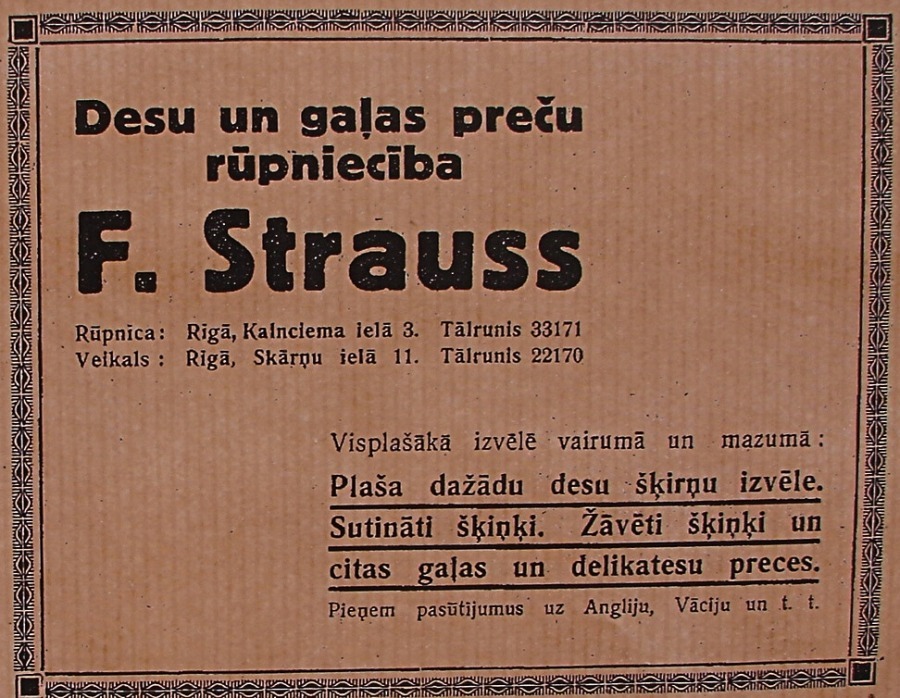 Desu un gaļas preču
rūpniecība
F. Strauss
Rūpnica: Rīgā, Kalnciema ielā 3. Tālrunis 33171
Veikals: Rīgā, Skārņu ielā 11. Tālrunis 22170
Visplašākā izvēlē vairumā un mazumā:
Plaša dažādu desu šķirņu izvēle.
Sutināti šķiņķi. Žāvēti šķiņķi un
citas gaļas un delikatesu preces.
Pieņem pasūtijumus uz Angliju, Vāciju un t. t.